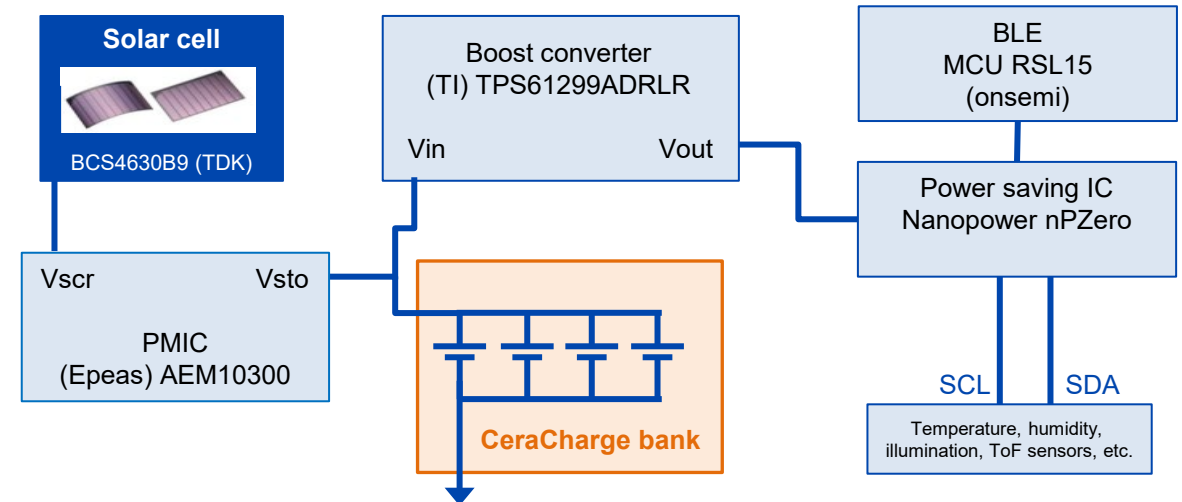 Solar cell
BCS4630B9 (TDK)
Boost converter
(TI) TPS61299ADRLR
Vin Vout
BLE
MCU RSL15
(onsemi)
Power saving IC
Nanopower nPZero
Vscr Vsto
PMIC
(Epeas) AEM10300
CeraCharge bank
SCL SDA
Temperature, humidity,
illumination, ToF sensors, etc.